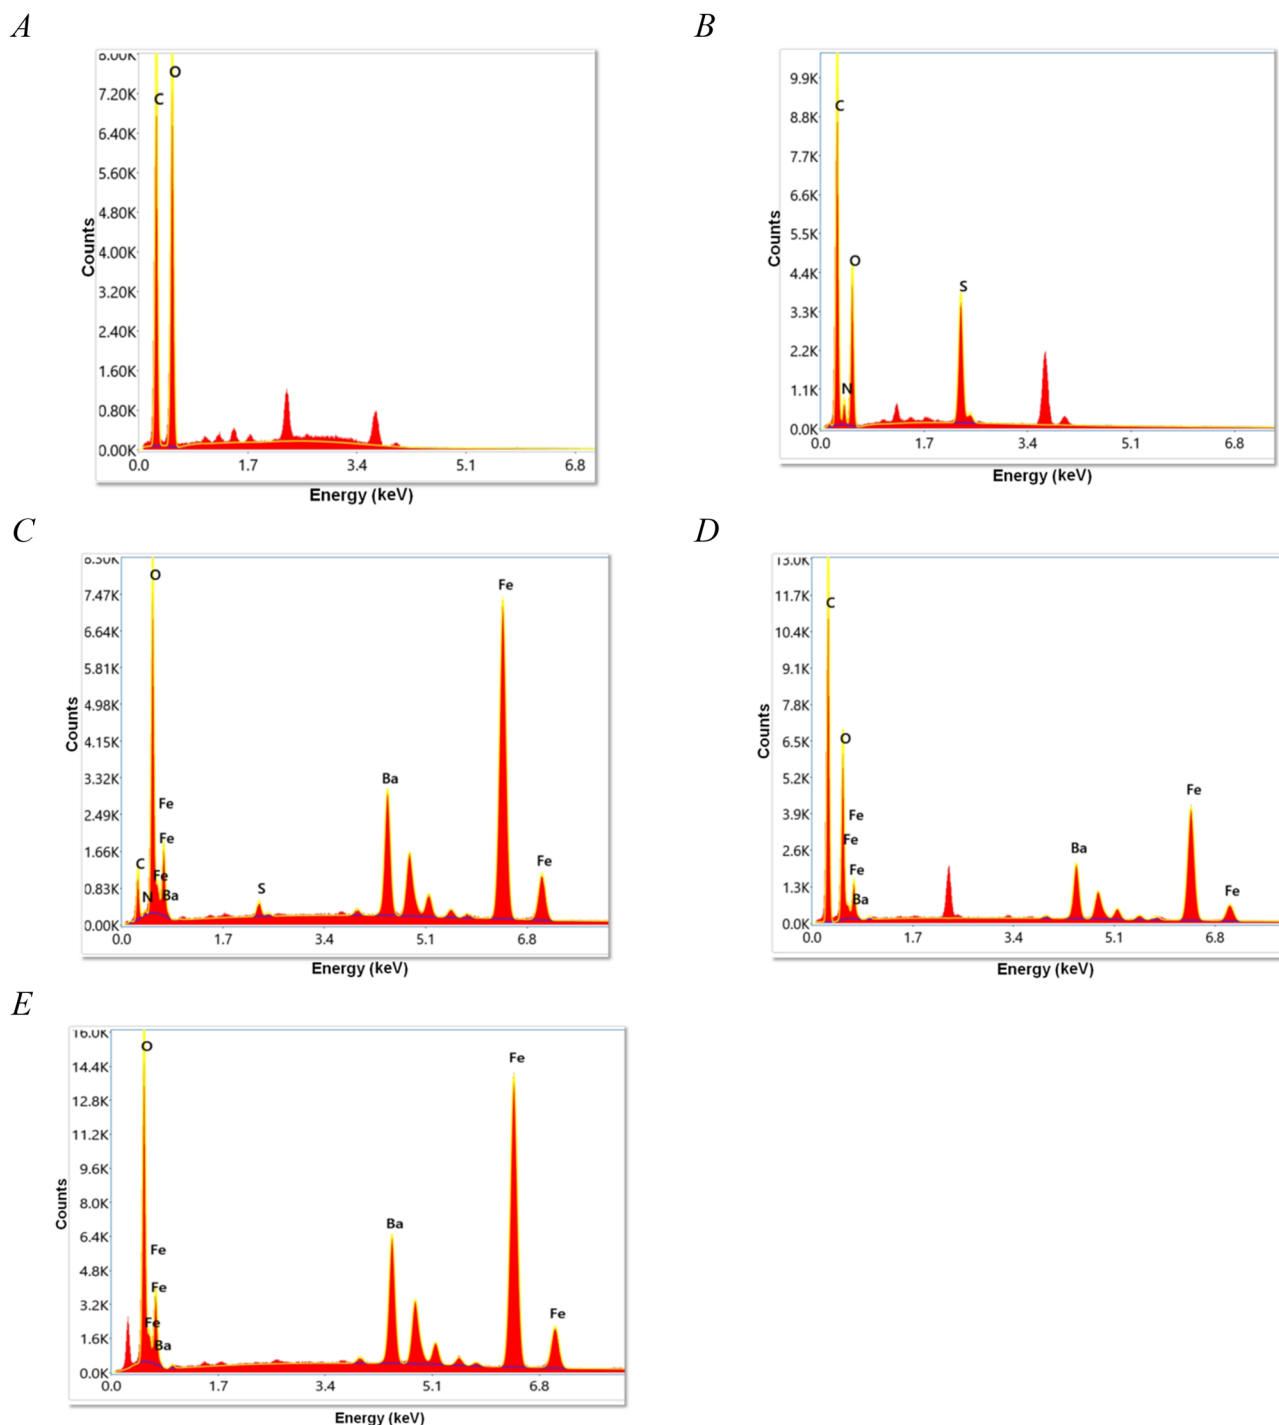 A
8.00K
7.20K
6.40K
5.60K
4.80K
4.00K
3.20K
2.40K
1.60K
0.80K
0.00K
Counts
C
O
0.0 1.7 3.4 5.1 6.8
Energy (keV)
B
9.9K
8.8K
7.7K
6.6K
5.5K
4.4K
3.3K
2.2K
1.1K
0.0K
Counts
C
N
O
S
0.0 1.7 3.4 5.1 6.8
Energy (keV)
C
8.30K
7.47K
6.64K
5.81K
4.98K
4.15K
3.32K
2.49K
1.66K
0.83K
0.00K
Counts
O
Fe
Fe
C
Fe
N
Ba
S
Ba
Fe
Fe
0.0 1.7 3.4 5.1 6.8
Energy (keV)
D
13.0K
11.7K
10.4K
9.1K
7.8K
6.5K
5.2K
3.9K
2.6K
1.3K
0.0K
Counts
C
O
Fe
Fe
Fe
Ba
Ba
Fe
Fe
0.0 1.7 3.4 5.1 6.8
Energy (keV)
E
16.0K
14.4K
12.8K
11.2K
9.6K
8.0K
6.4K
4.8K
3.2K
1.6K
0.0K
Counts
O
Fe
Fe
Fe
Ba
Ba
Fe
Fe
0.0 1.7 3.4 5.1 6.8
Energy (keV)